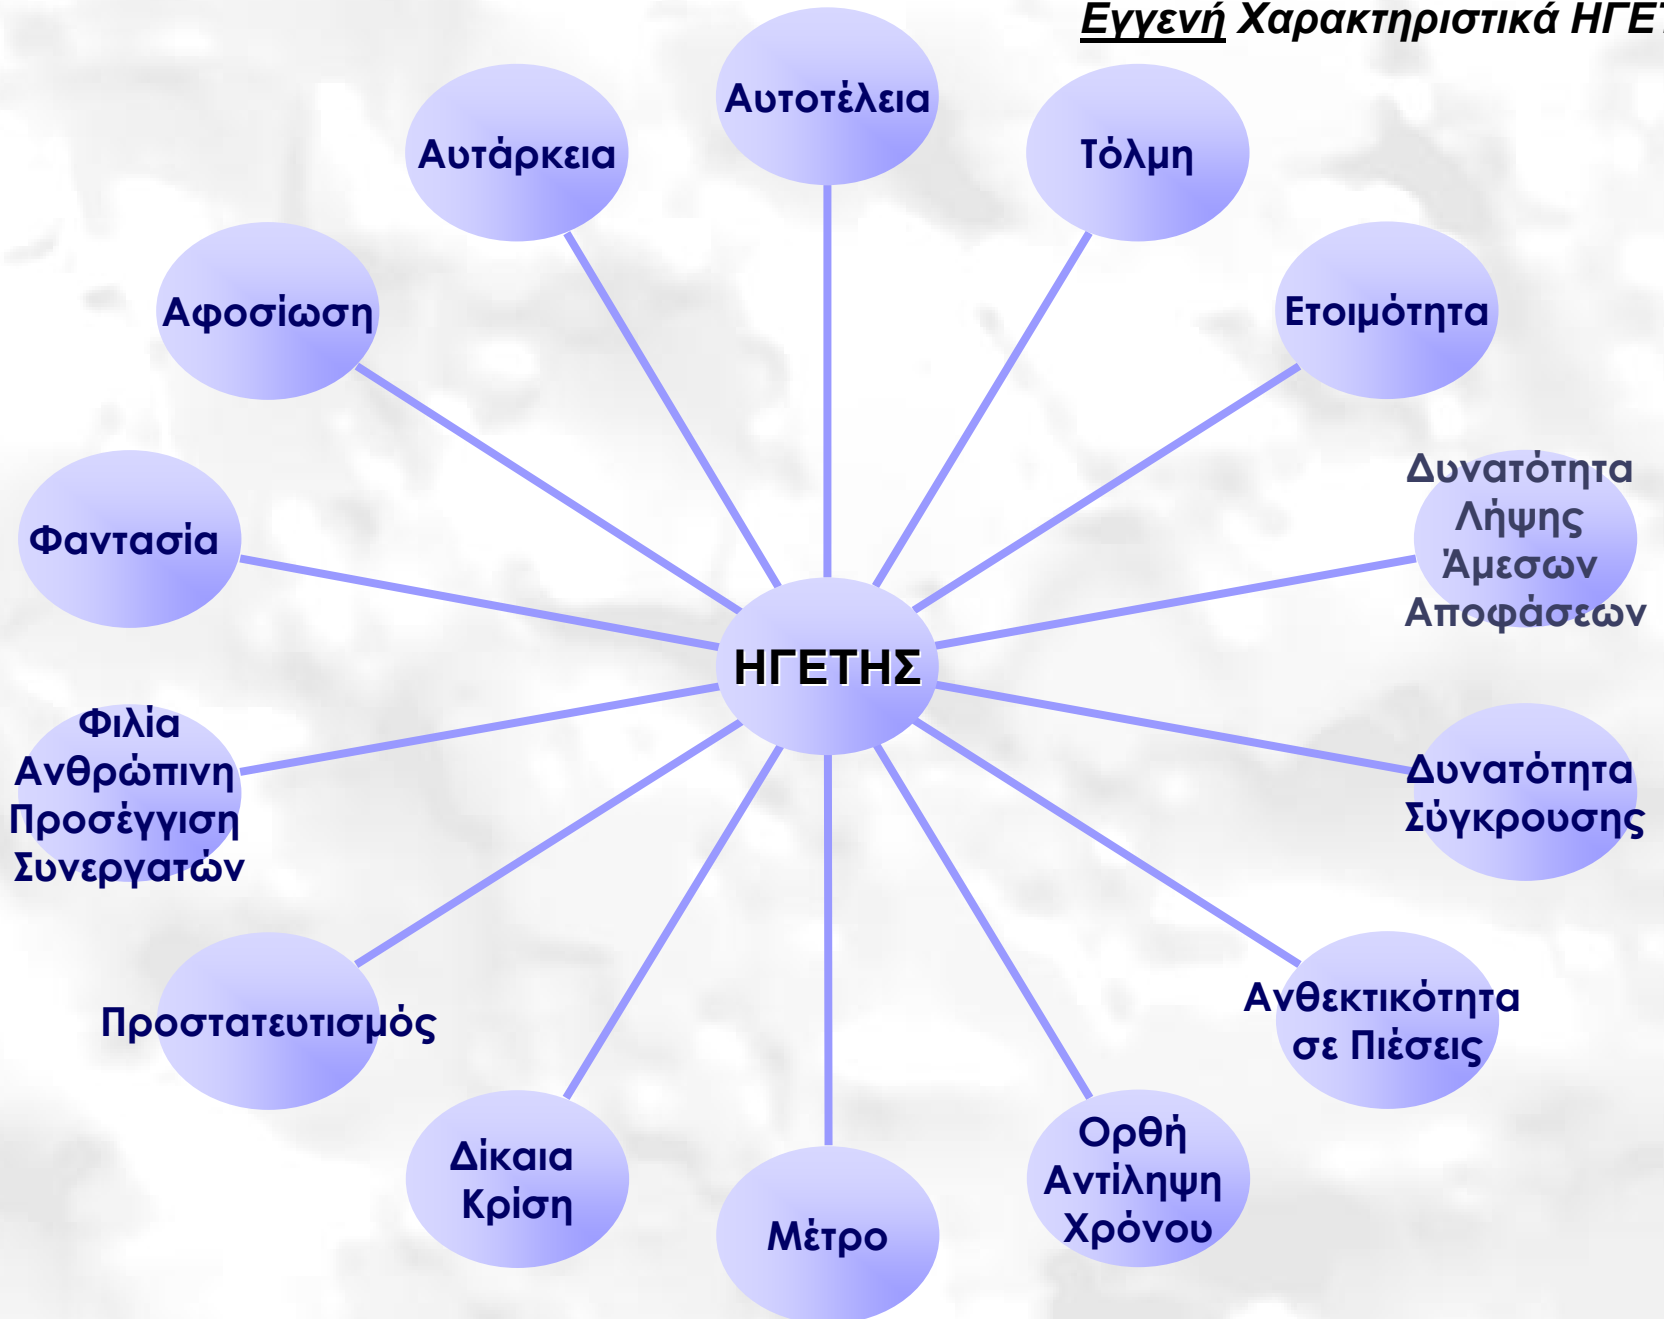 Εγγενή Χαρακτηριστικά ΗΓΕΤ
Αυτοτέλεια
Τόλμη
Ετοιμότητα
Δυνατότητα
Λήψης
Άμεσων
Αποφάσεων
Δυνατότητα
Σύγκρουσης
Ανθεκτικότητα
σε Πιέσεις
Ορθή
Αντίληψη
Χρόνου
Μέτρο
Δίκαια
Κρίση
Προστατευτισμός
Φιλία
Ανθρώπινη
Προσέγγιση
Συνεργατών
Φαντασία
Αφοσίωση
Αυτάρκεια
ΗΓΕΤΗΣ